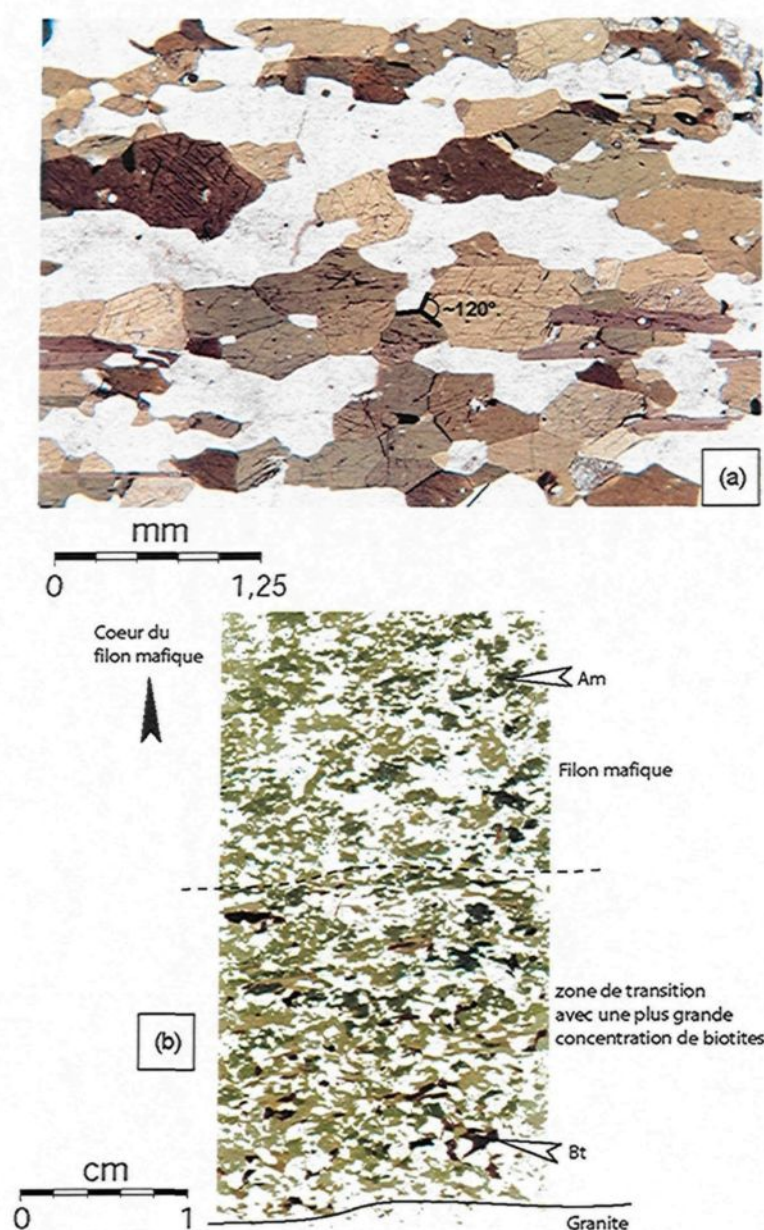 ~120°.
(a)
mm
0 1,25
Coeur du
filon mafique
Am
Filon mafique
zone de transition
avec une plus grande
concentration de biotites
(b)
Bt
cm
0 1
Granite